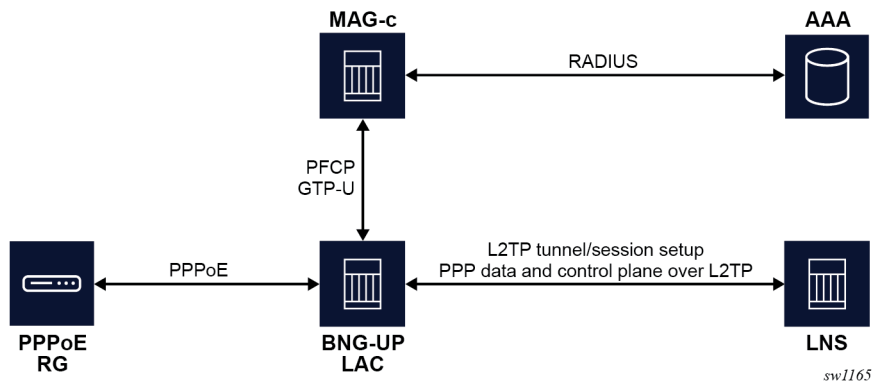 MAG-c
AAA
RADIUS
PFCP
GTP-U
PPPoE
L2TP tunnel/session setup
PPP data and control plane over L2TP
PPPoE
RG
BNG-UP
LAC
LNS
sw1165